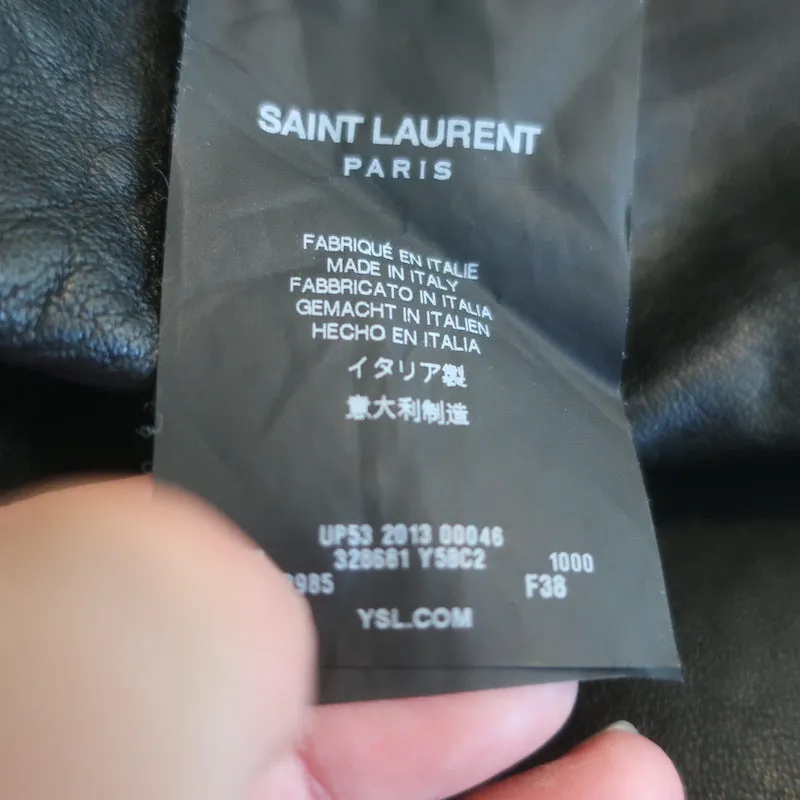 SAINT LAURENT
PARIS
FABRIQUÉ EN ITALIE
MADE IN ITALY
FABBRICATO IN ITALIA
GEMACHT IN ITALIEN
HECHO EN ITALIA
イタリア製
意大利制造
UP53 2013 00046
328681 Y5BC2 1000
F38
YSL.COM